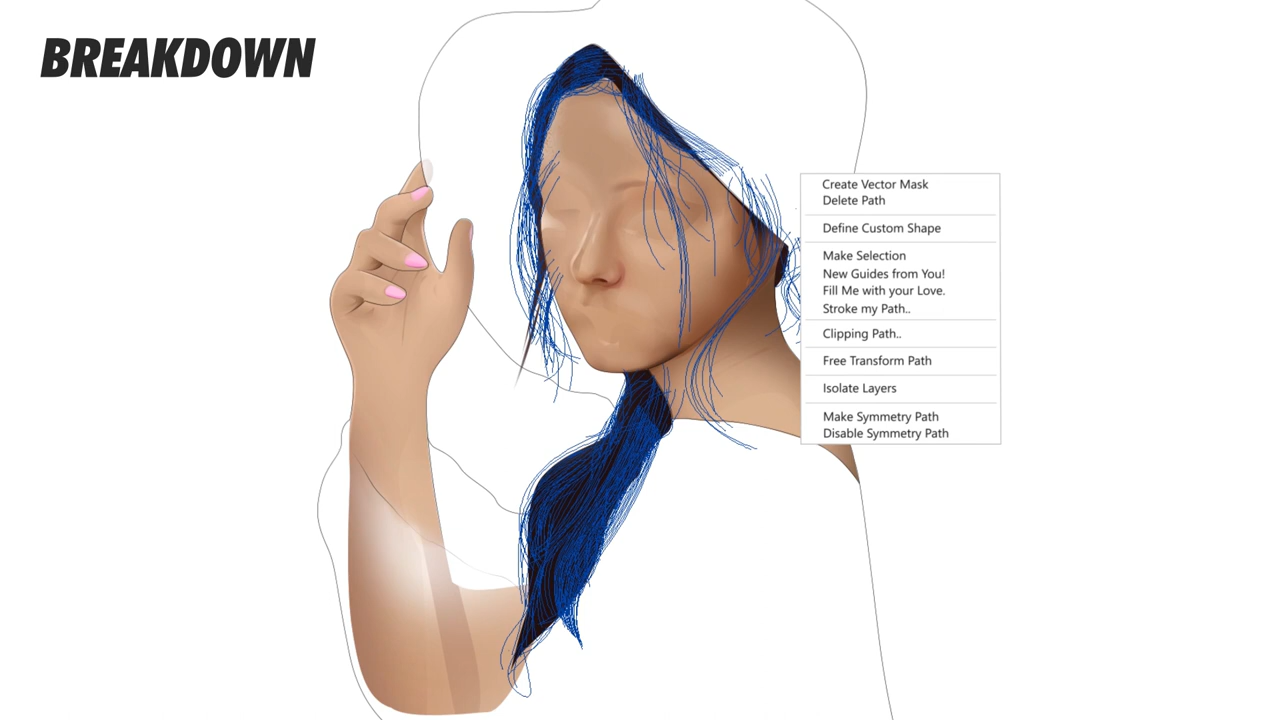 BREAKDOWN
Create Vector Mask
Delete Path
Define Custom Shape
Make Selection
New Guides from You!
Fill Me with your Love.
Stroke my Path..
Clipping Path..
Free Transform Path
Isolate Layers
Make Symmetry Path
Disable Symmetry Path